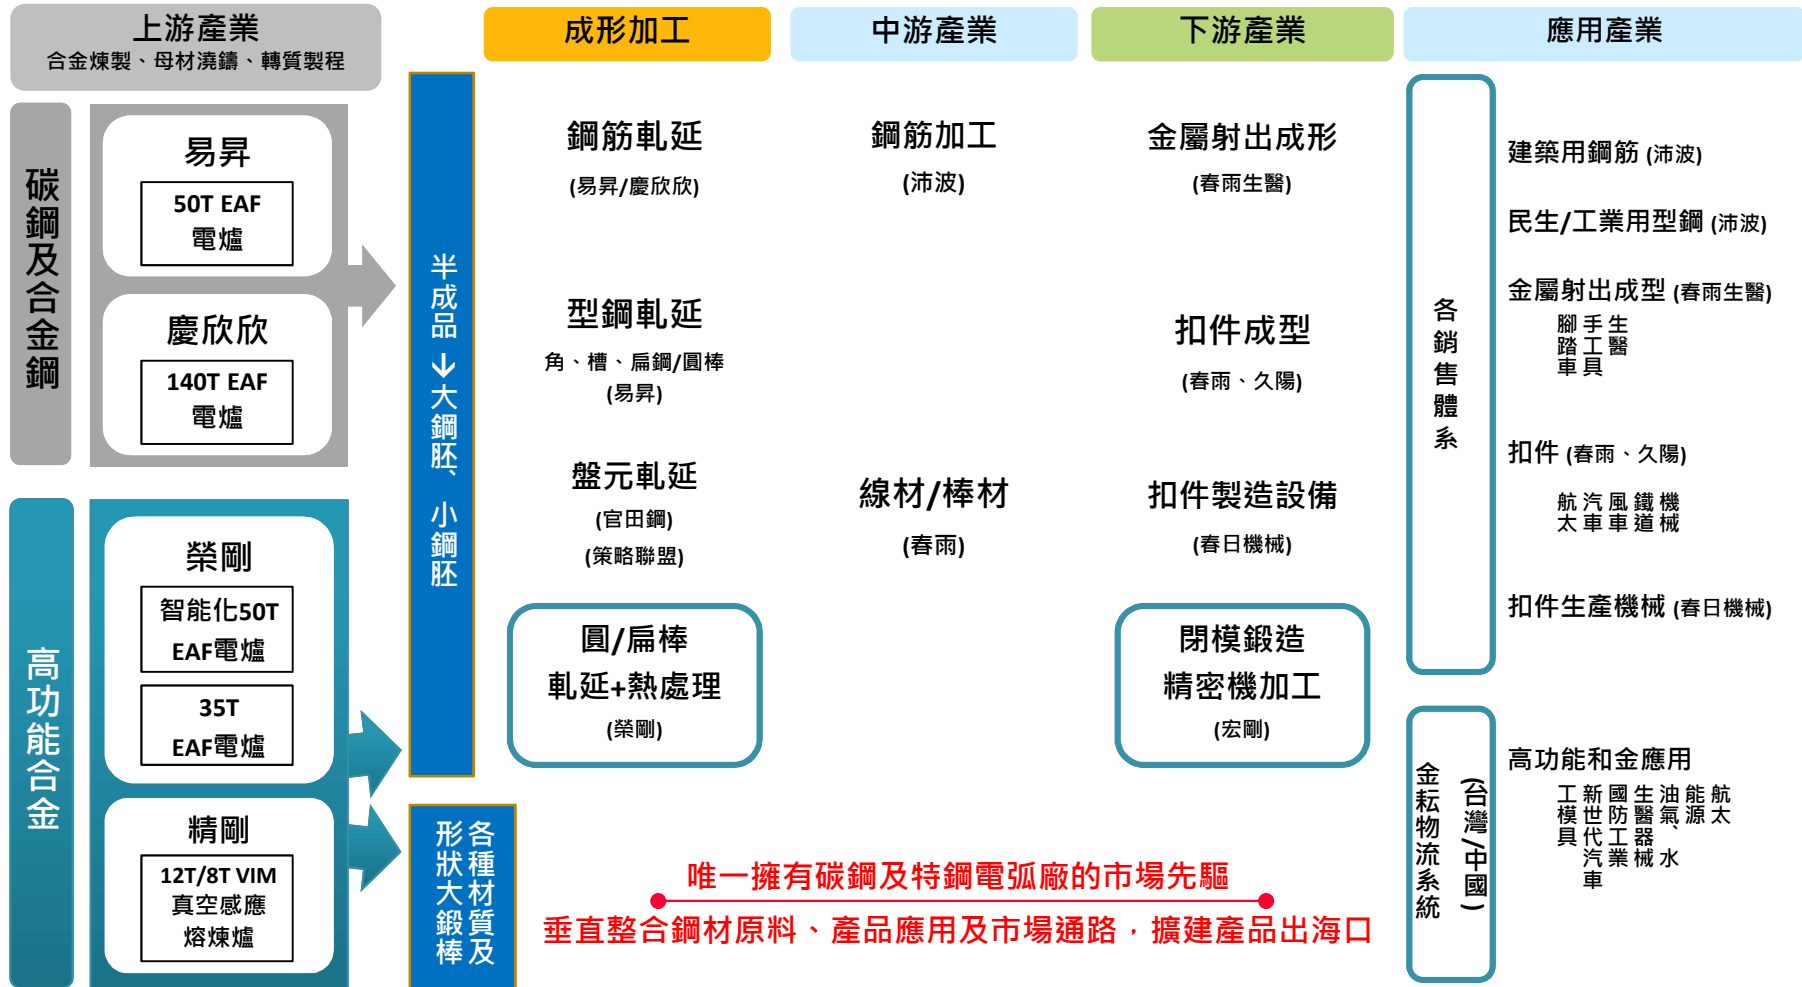 上游產業
合金煉製、母材澆鑄、轉質製程
成形加工
中游產業
下游產業
應用產業
碳鋼及合金鋼
易昇
50T EAF
電爐
慶欣欣
140T EAF
電爐
高功能合金
榮剛
智能化50T
EAF電爐
35T
EAF電爐
精剛
12T/8T VIM
真空感應
熔煉爐
半成品→大鋼胚、小鋼胚
各種材質及
形狀大鍛棒
鋼筋軋延
(易昇/慶欣欣)
型鋼軋延
角、槽、扁鋼/圓棒
(易昇)
盤元軋延
(官田鋼)
(策略聯盟)
圓/扁棒
軋延+熱處理
(榮剛)
鋼筋加工
(沛波)
線材/棒材
(春雨)
金屬射出成形
(春雨生醫)
扣件成型
(春雨、久陽)
扣件製造設備
(春日機械)
閉模鍛造
精密機加工
(宏剛)
各銷售體系
建築用鋼筋 (沛波)
民生/工業用型鋼 (沛波)
金屬射出成型 (春雨生醫)
腳踏車
手工具
生醫
扣件 (春雨、久陽)
航太
汽車
風車
鐵道
機械
扣件生產機械 (春日機械)
(台灣/中國)
金耘物流系統
高功能和金應用
工模具
新世代汽車
國防工業
生醫器械
油氣、水
能源
航太
唯一擁有碳鋼及特鋼電弧廠的市場先驅
垂直整合鋼材原料、產品應用及市場通路，擴建產品出海口